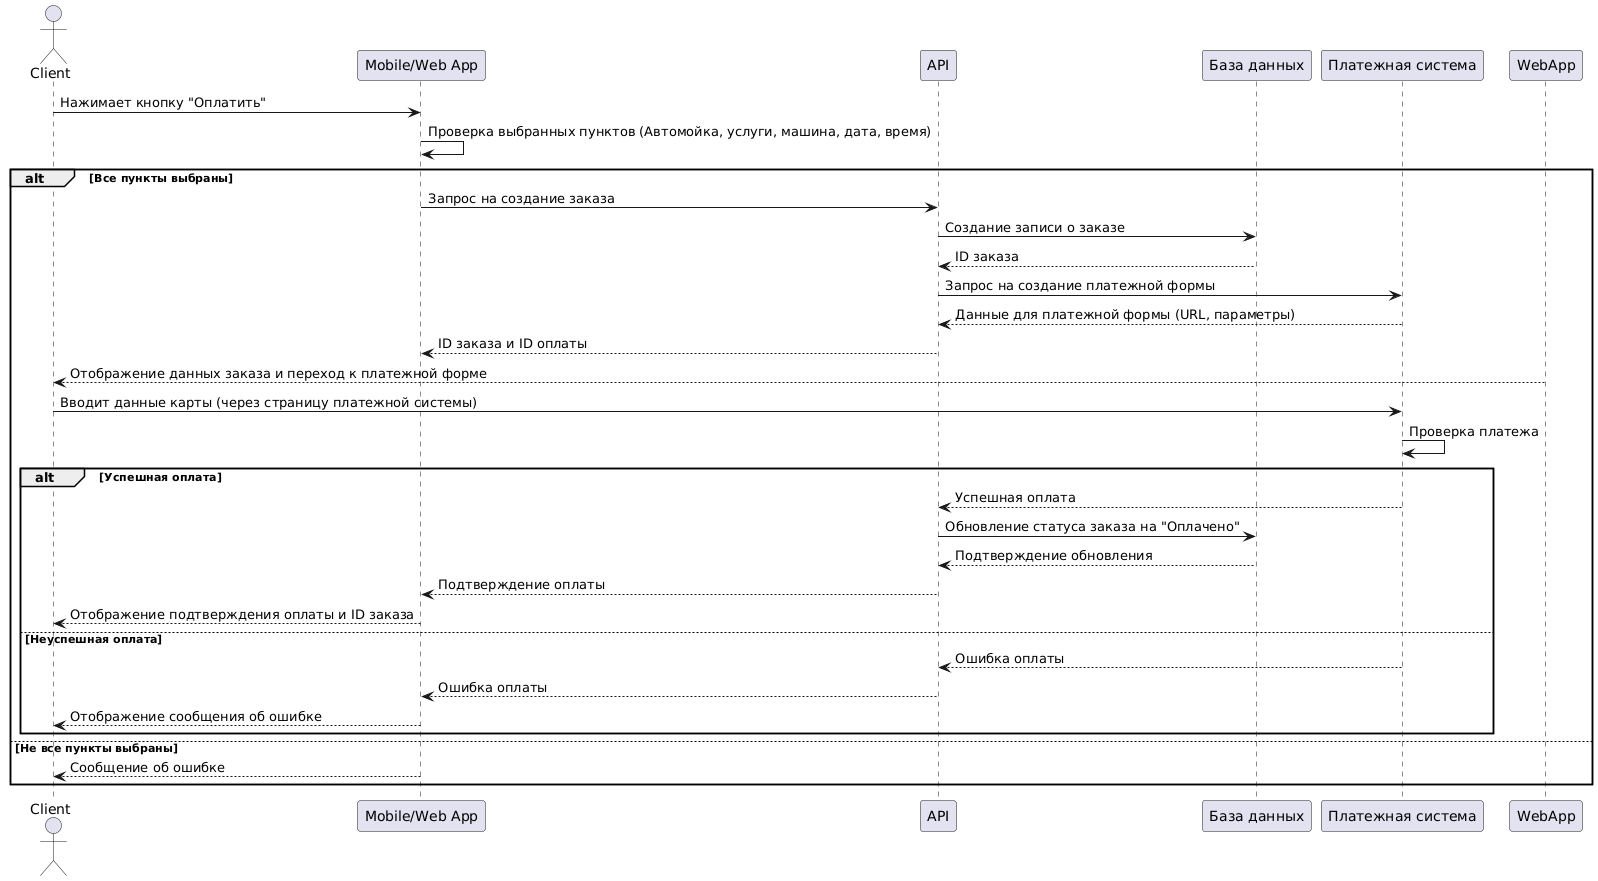 Client
Mobile/Web App
API
База данных
Платежная система
WebApp
Нажимает кнопку "Оплатить"
Проверка выбранных пунктов (Автомойка, услуги, машина, дата, время)
alt
[Все пункты выбраны]
Запрос на создание заказа
Создание записи о заказе
ID заказа
Запрос на создание платежной формы
Данные для платежной формы (URL, параметры)
ID заказа и ID оплаты
Отображение данных заказа и переход к платежной форме
Вводит данные карты (через страницу платежной системы)
Проверка платежа
alt
[Успешная оплата]
Успешная оплата
Обновление статуса заказа на "Оплачено"
Подтверждение обновления
Подтверждение оплаты
Отображение подтверждения оплаты и ID заказа
[Неуспешная оплата]
Ошибка оплаты
Ошибка оплаты
Отображение сообщения об ошибке
[Не все пункты выбраны]
Сообщение об ошибке
Client
Mobile/Web App
API
База данных
Платежная система
WebApp